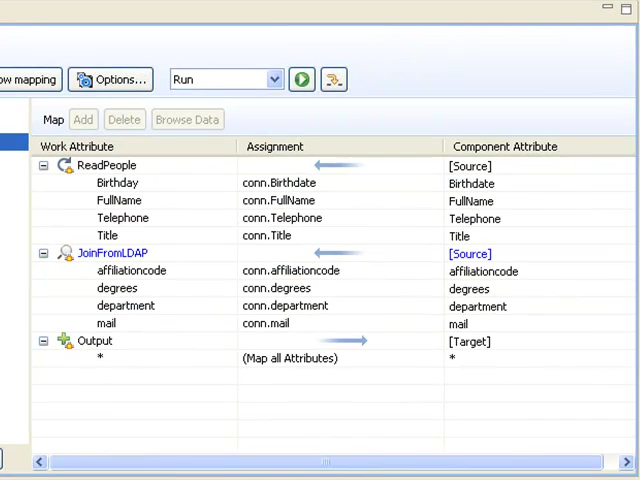 ow mapping Options... Run
Map Add Delete Browse Data
Work Attribute Assignment Component Attribute
ReadPeople [Source]
Birthday conn.Birthdate Birthdate
FullName conn.FullName FullName
Telephone conn.Telephone Telephone
Title conn.Title Title
JoinFromLDAP [Source]
affiliationcode conn.affiliationcode affiliationcode
degrees conn.degrees degrees
department conn.department department
mail conn.mail mail
Output [Target]
* (Map all Attributes) *